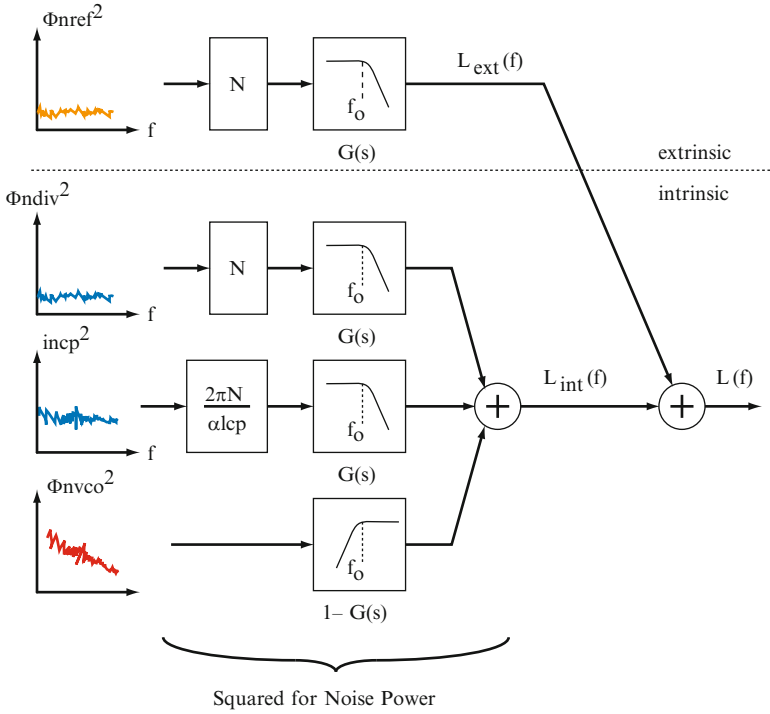 Φnref²
f
N
f₀
G(s)
L_ext(f)
extrinsic
intrinsic
Φndiv²
f
N
f₀
G(s)
incp²
f
2πN
αIcp
f₀
G(s)
+
L_int(f)
+
L(f)
Φnvco²
f₀
1– G(s)
Squared for Noise Power